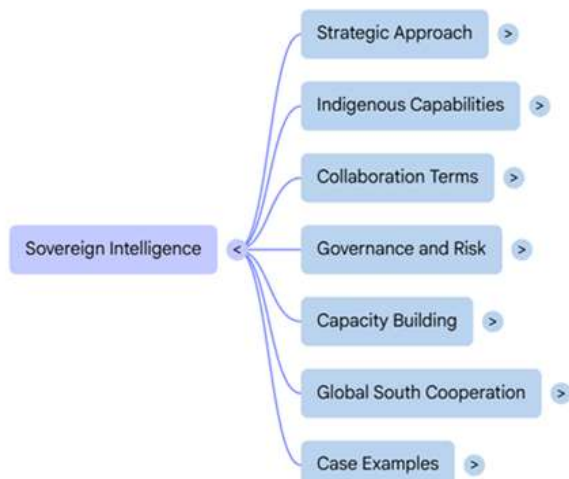 Strategic Approach >
Indigenous Capabilities >
Collaboration Terms >
Sovereign Intelligence < Governance and Risk >
Capacity Building >
Global South Cooperation >
Case Examples >